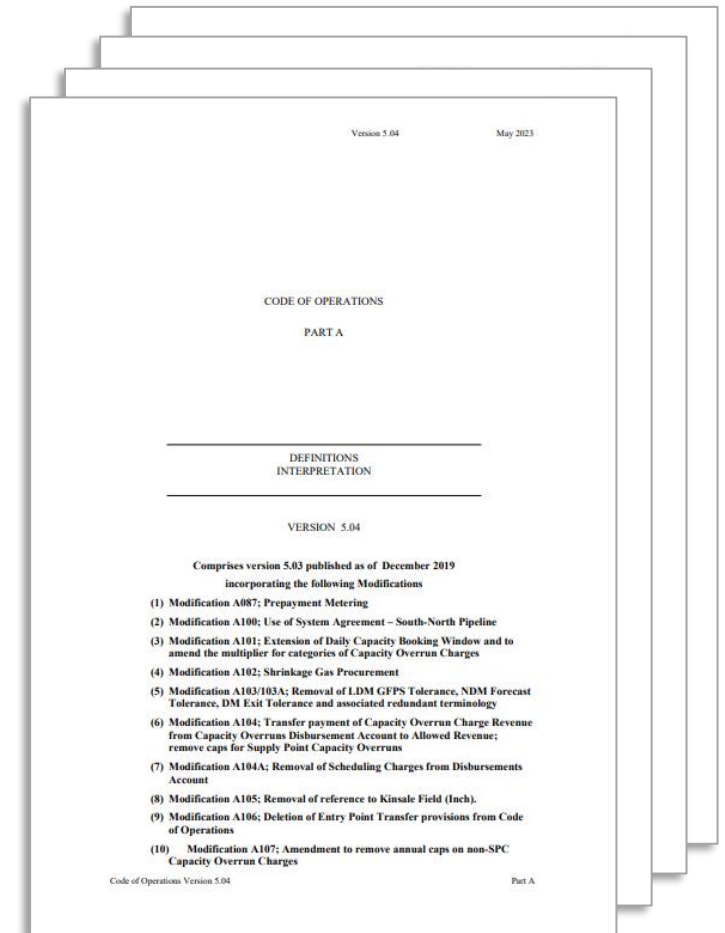 Version 5.04 May 2023
CODE OF OPERATIONS
PART A
DEFINITIONS
INTERPRETATION
VERSION 5.04
Comprises version 5.03 published as of December 2019
incorporating the following Modifications
(1) Modification A087; Prepayment Metering
(2) Modification A100; Use of System Agreement – South-North Pipeline
(3) Modification A101; Extension of Daily Capacity Booking Window and to
amend the multiplier for categories of Capacity Overrun Charges
(4) Modification A102; Shrinkage Gas Procurement
(5) Modification A103/103A; Removal of LDM GFPS Tolerance, NDM Forecast
Tolerance, DM Exit Tolerance and associated redundant terminology
(6) Modification A104; Transfer payment of Capacity Overrun Charge Revenue
from Capacity Overruns Disbursement Account to Allowed Revenue;
remove caps for Supply Point Capacity Overruns
(7) Modification A104A; Removal of Scheduling Charges from Disbursements
Account
(8) Modification A105; Removal of reference to Kinsale Field (Inch).
(9) Modification A106; Deletion of Entry Point Transfer provisions from Code
of Operations
(10) Modification A107; Amendment to remove annual caps on non-SPC
Capacity Overrun Charges
Code of Operations Version 5.04 Part A